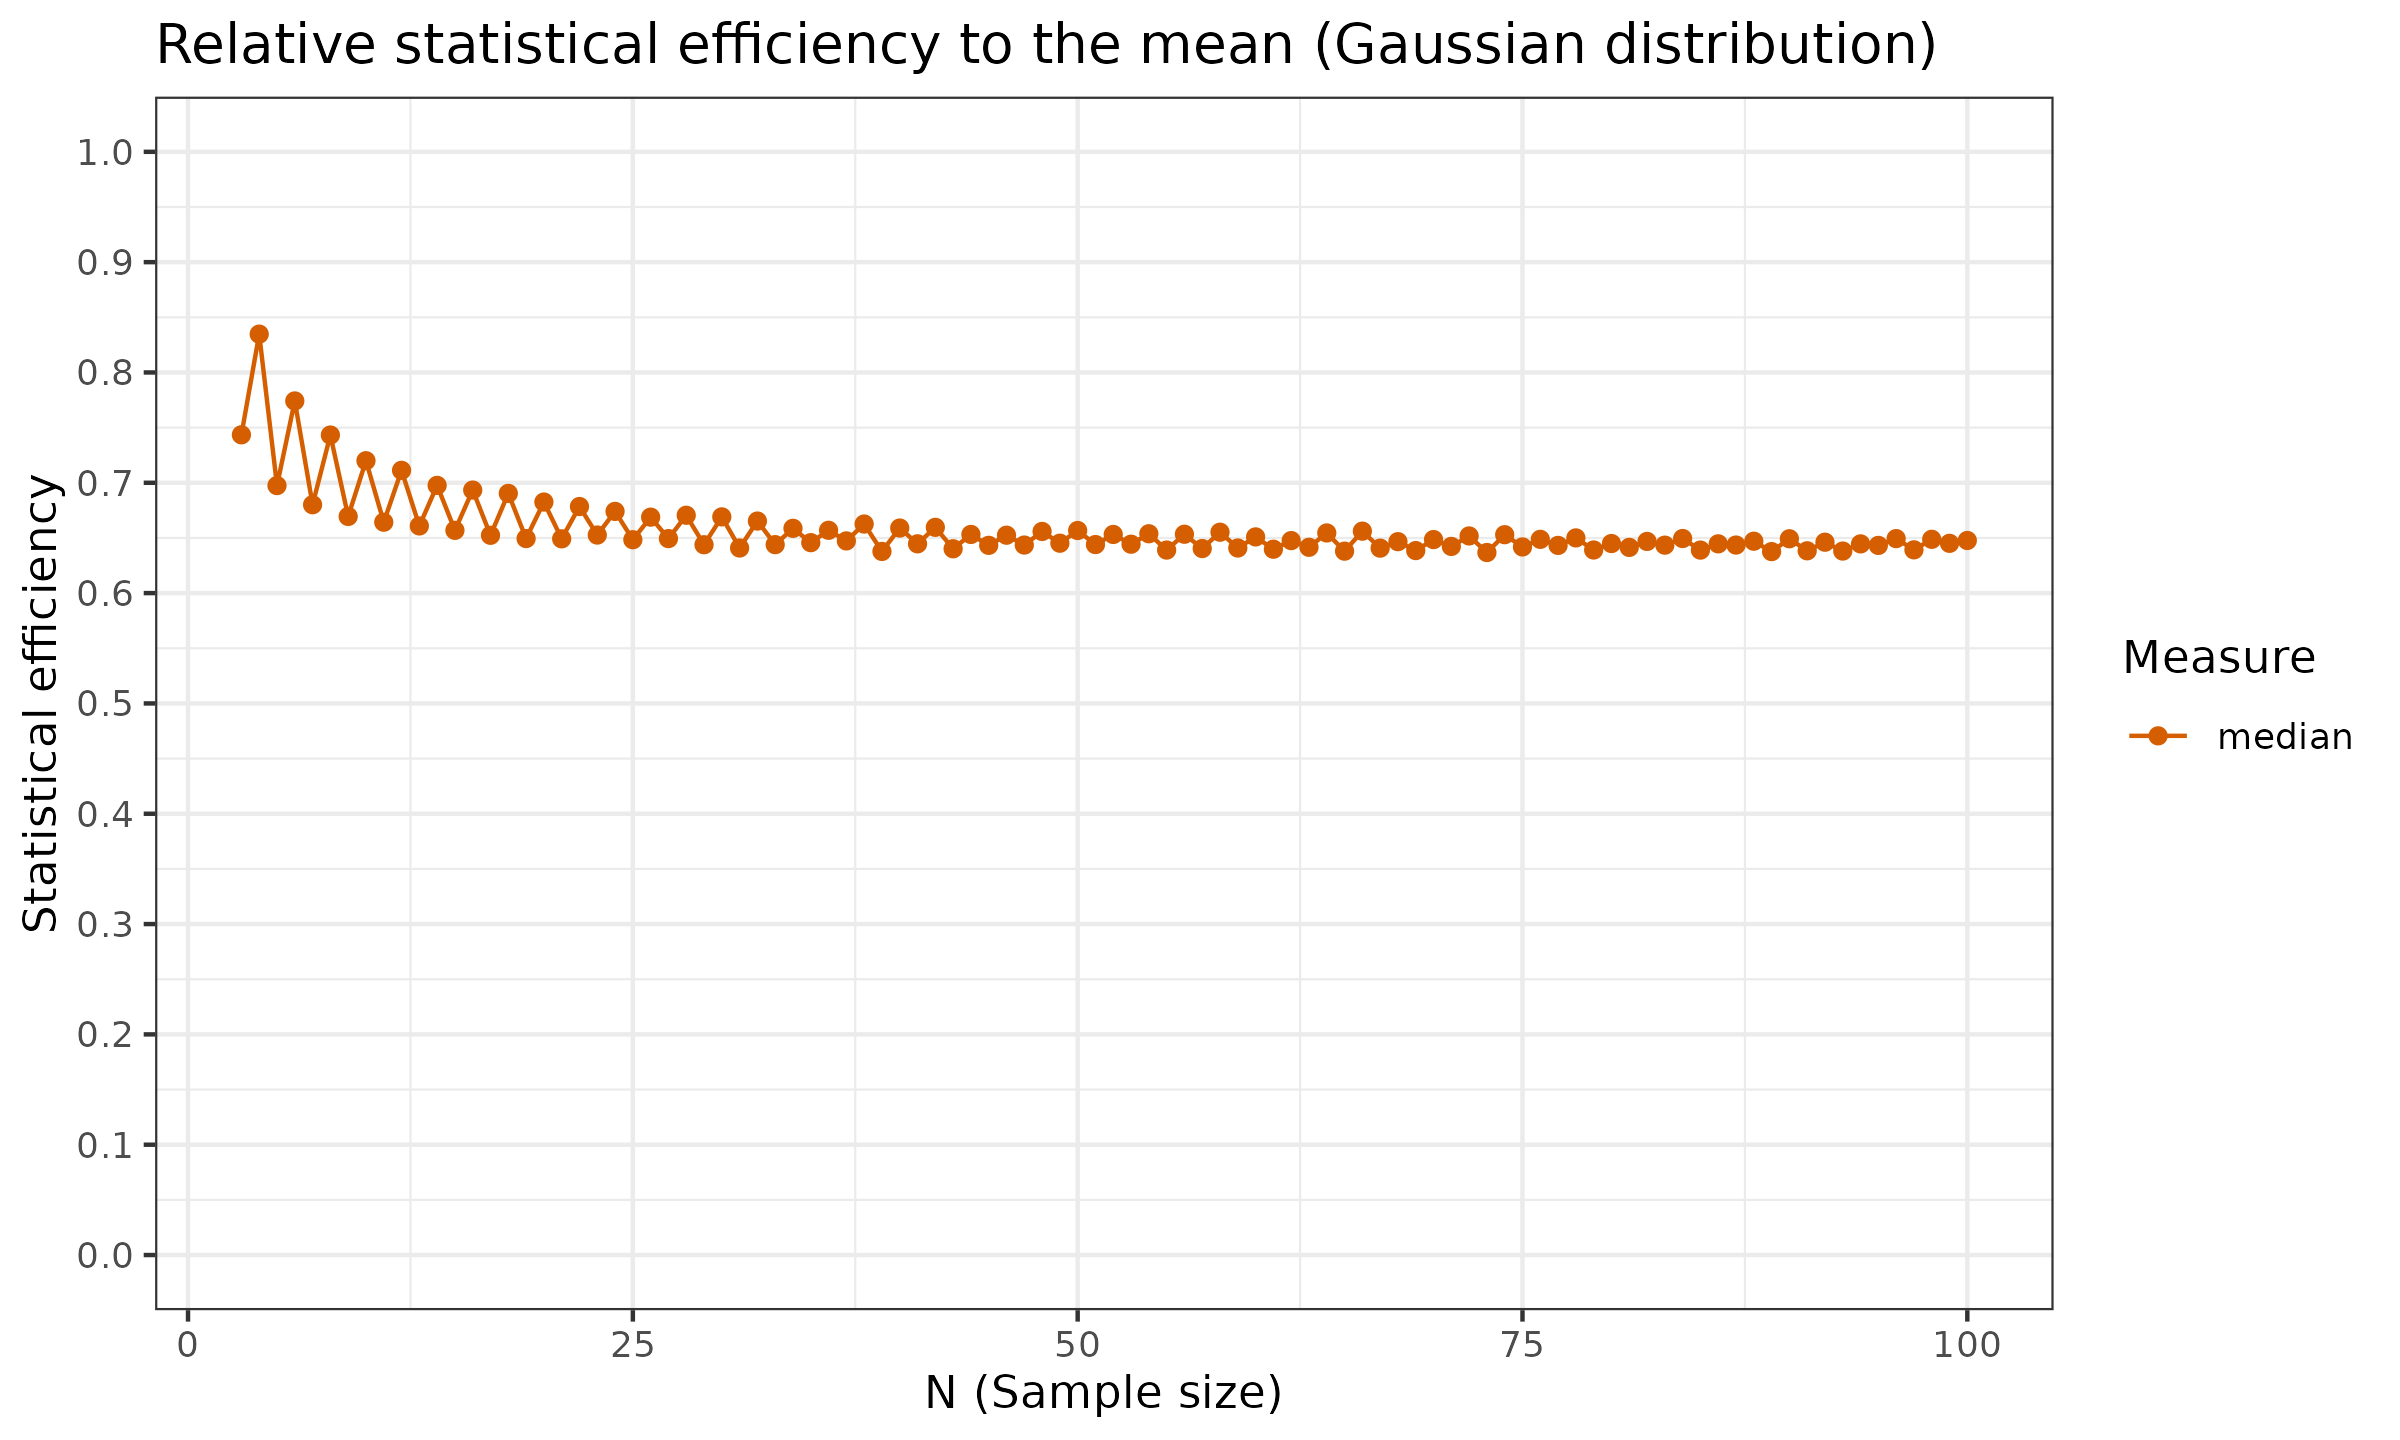 Relative statistical efficiency to the mean (Gaussian distribution)
Statistical efficiency
1.0
0.9
0.8
0.7
0.6
0.5
0.4
0.3
0.2
0.1
0.0
0 25 50 75 100
N (Sample size)
Measure
median